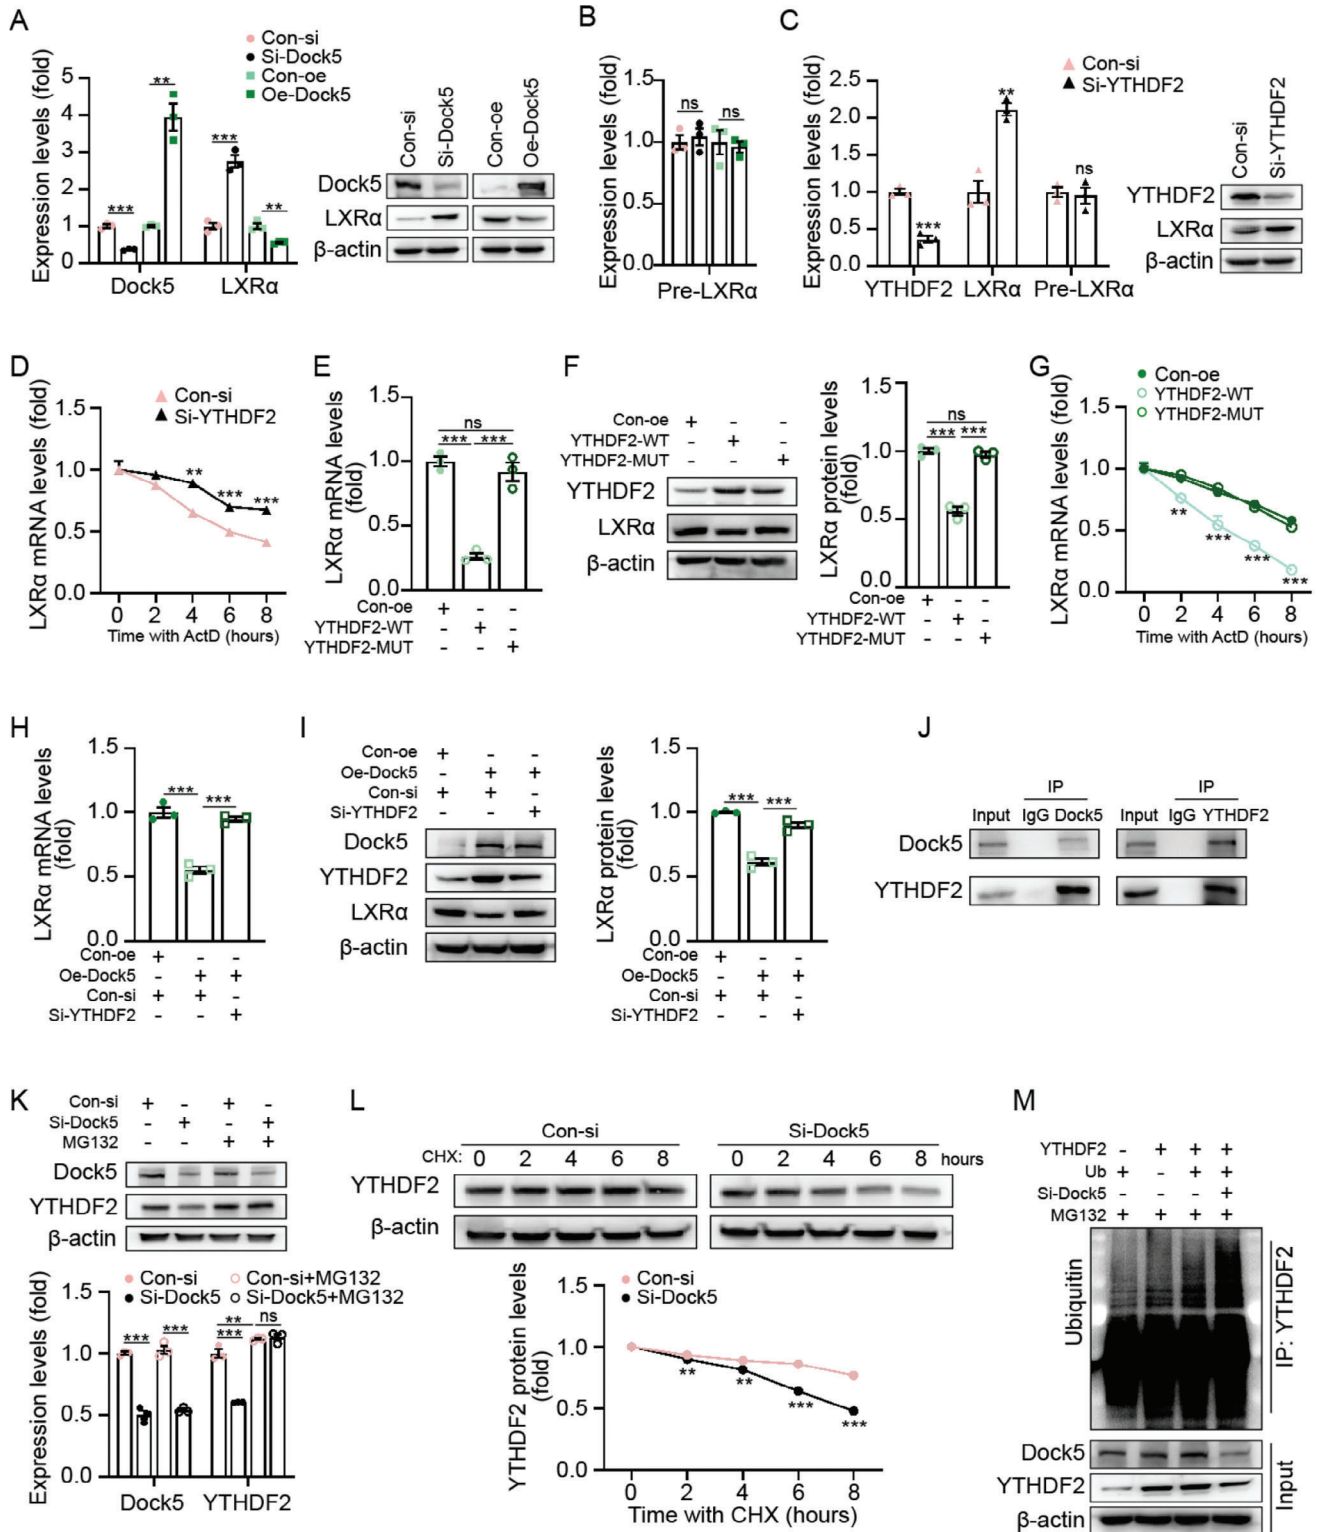 A
Con-si
Si-Dock5
Con-oe
Oe-Dock5
Expression levels (fold)
5
4
3
2
1
0
**
***
***
**
Dock5 LXRα
Con-si
Si-Dock5
Con-oe
Oe-Dock5
Dock5
LXRα
β-actin
B
Expression levels (fold)
1.5
1.0
0.5
0.0
ns ns
Pre-LXRα
C
Con-si
Si-YTHDF2
Expression levels (fold)
2.5
2.0
1.5
1.0
0.5
0.0
***
**
ns
YTHDF2 LXRα Pre-LXRα
Con-si
Si-YTHDF2
YTHDF2
LXRα
β-actin
D
Con-si
Si-YTHDF2
LXRα mRNA levels (fold)
1.5
1.0
0.5
0.0
** *** ***
0 2 4 6 8
Time with ActD (hours)
E
LXRα mRNA levels
(fold)
1.5
1.0
0.5
0.0
ns
*** ***
Con-oe + - -
YTHDF2-WT - + -
YTHDF2-MUT - - +
F
Con-oe + - -
YTHDF2-WT - + -
YTHDF2-MUT - - +
YTHDF2
LXRα
β-actin
LXRα protein levels
(fold)
1.5
1.0
0.5
0.0
ns
*** ***
Con-oe + - -
YTHDF2-WT - + -
YTHDF2-MUT - - +
G
Con-oe
YTHDF2-WT
YTHDF2-MUT
LXRα mRNA levels (fold)
1.5
1.0
0.5
0.0
** *** *** ***
0 2 4 6 8
Time with ActD (hours)
H
LXRα mRNA levels
(fold)
1.5
1.0
0.5
0.0
*** ***
Con-oe + - -
Oe-Dock5 - + +
Con-si + + -
Si-YTHDF2 - - +
I
Con-oe + - -
Oe-Dock5 - + +
Con-si + + -
Si-YTHDF2 - - +
Dock5
YTHDF2
LXRα
β-actin
LXRα protein levels
(fold)
1.5
1.0
0.5
0.0
*** ***
Con-oe + - -
Oe-Dock5 - + +
Con-si + + -
Si-YTHDF2 - - +
J
IP IP
Input IgG Dock5 Input IgG YTHDF2
Dock5
YTHDF2
K
Con-si + - + -
Si-Dock5 - + - +
MG132 - - + +
Dock5
YTHDF2
β-actin
Con-si Con-si+MG132
Si-Dock5 Si-Dock5+MG132
Expression levels (fold)
1.5
1.0
0.5
0.0
*** ***
** ns
***
Dock5 YTHDF2
L
Con-si Si-Dock5
CHX: 0 2 4 6 8 0 2 4 6 8 hours
YTHDF2
β-actin
Con-si
Si-Dock5
YTHDF2 protein levels
(fold)
1.5
1.0
0.5
0.0
** ** *** ***
0 2 4 6 8
Time with CHX (hours)
M
YTHDF2 - + + +
Ub + - + +
Si-Dock5 - - - +
MG132 + + + +
Ubiquitin
IP: YTHDF2
Dock5
YTHDF2
β-actin
Input